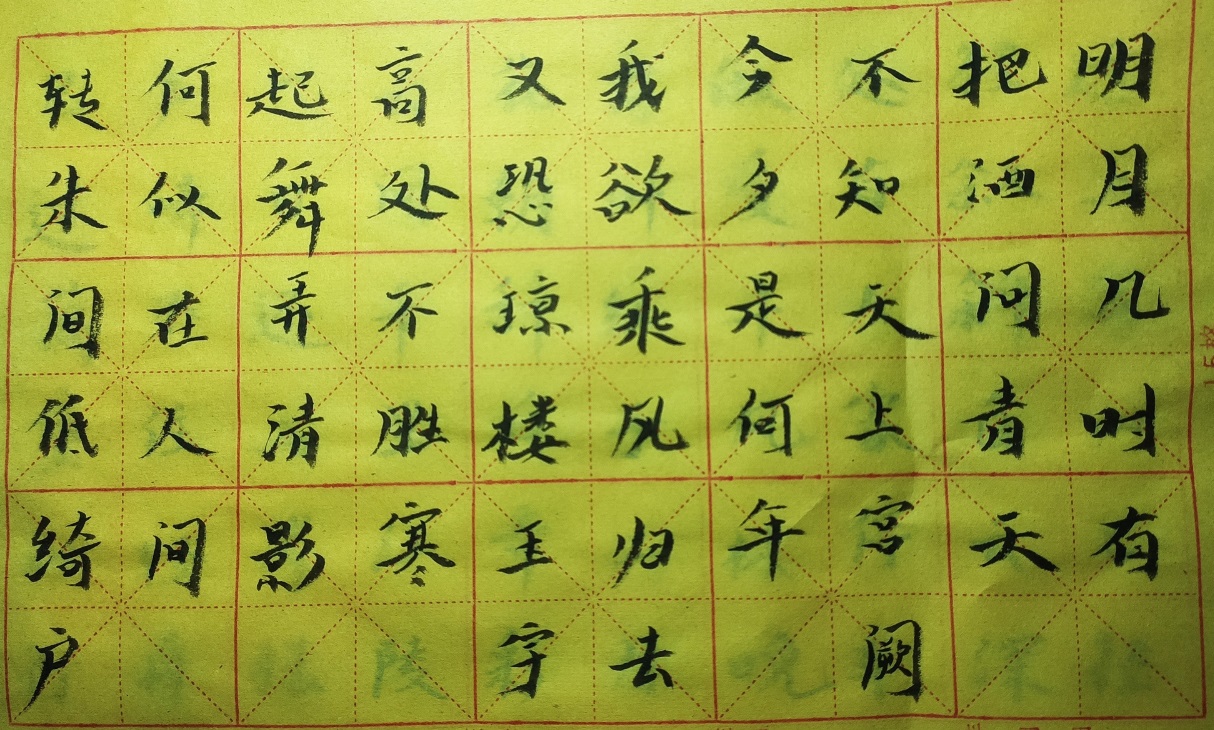 明月几时有
把酒问青天
不知天上宫阙
今夕是何年
我欲乘风归去
又恐琼楼玉宇
高处不胜寒
起舞弄清影
何似在人间
转朱间低绮户